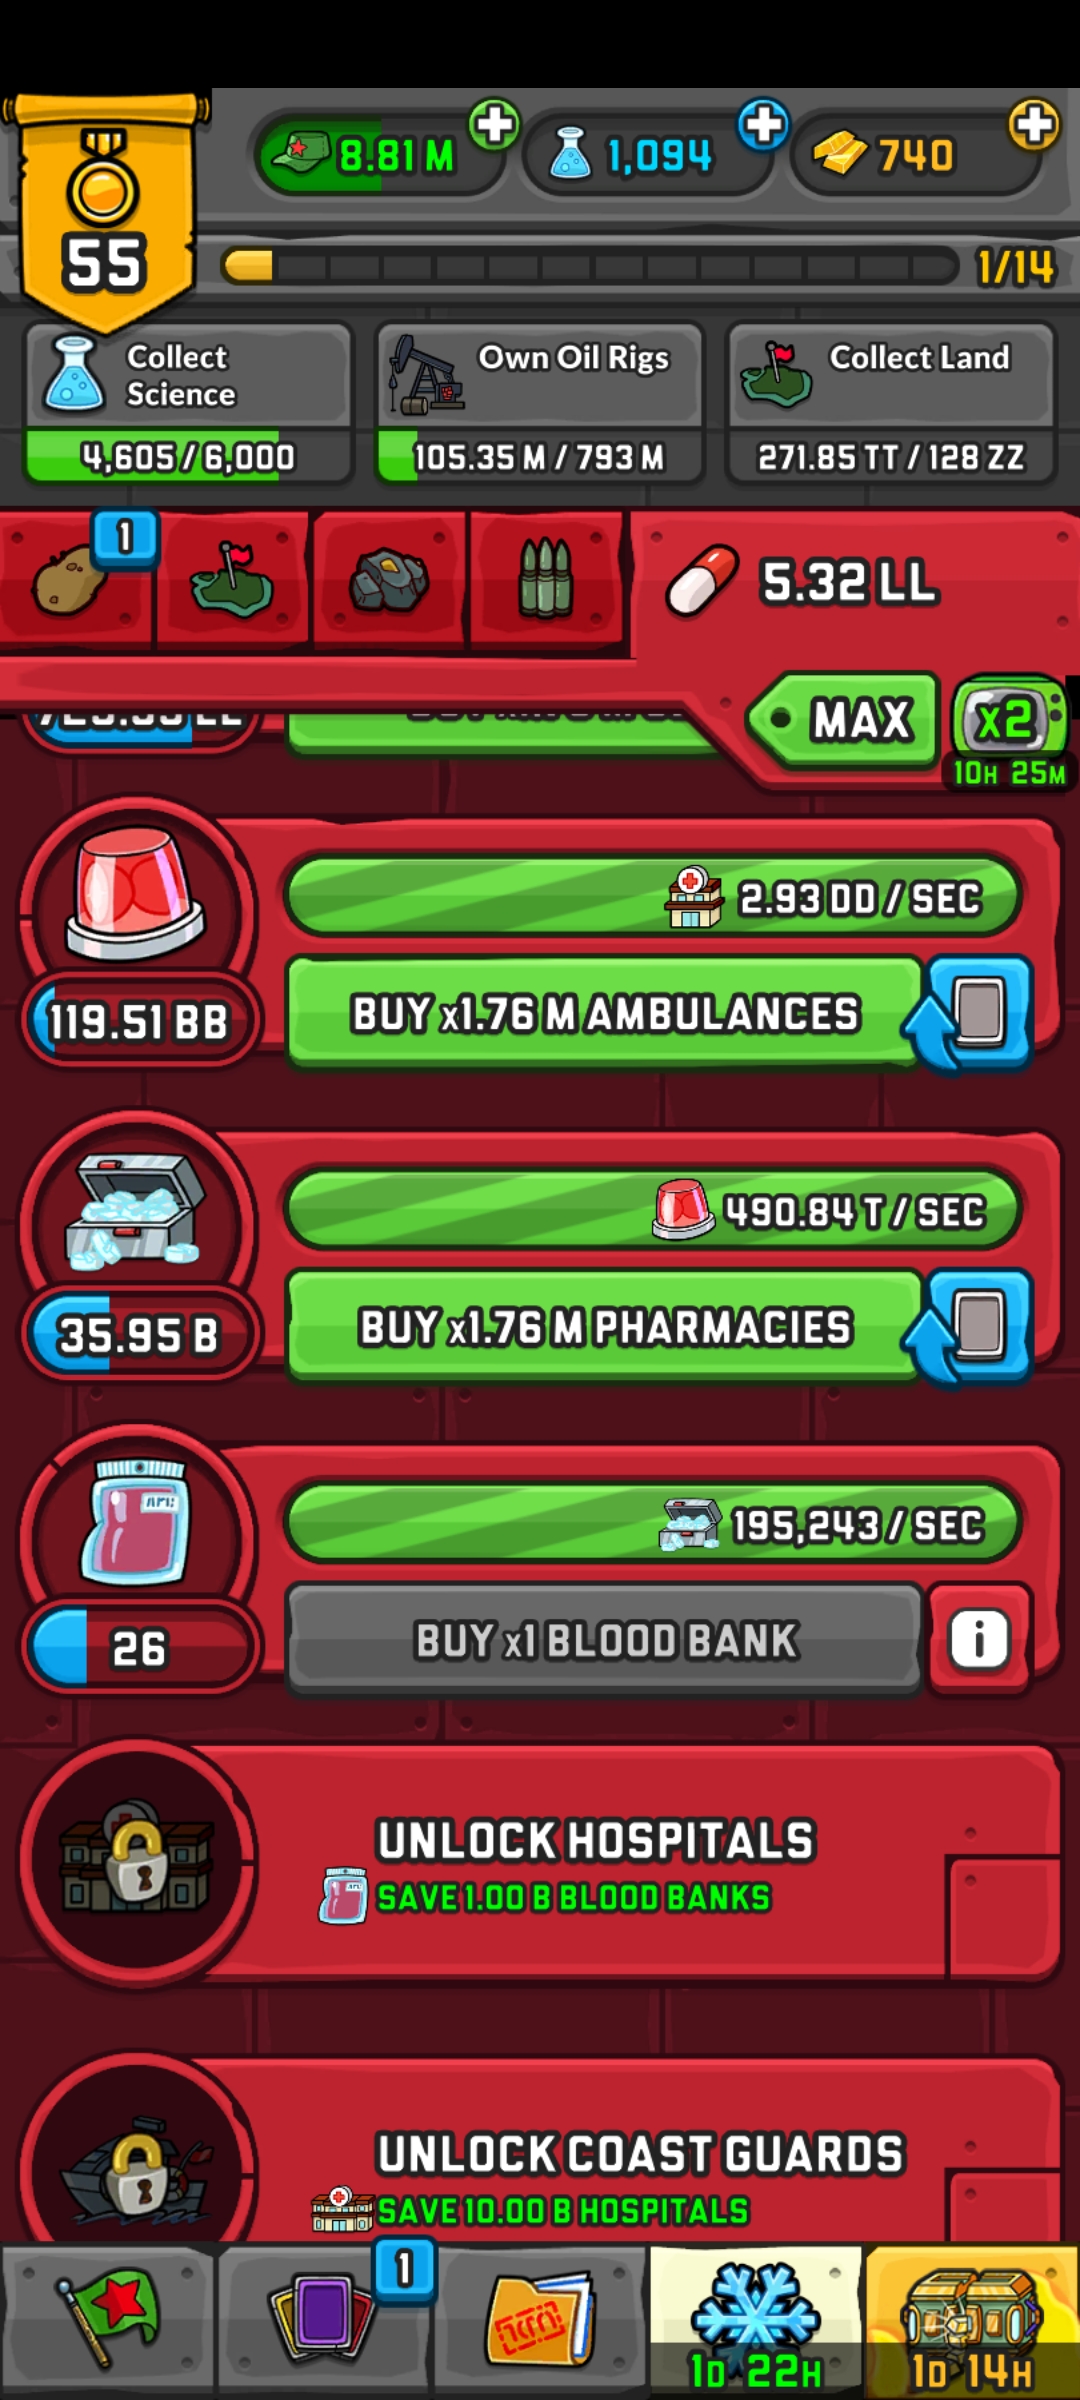 8.81 M
1,094
740
55
1/14
Collect
Science
4,605 / 6,000
Own Oil Rigs
105.35 M / 793 M
Collect Land
271.85 TT / 128 ZZ
1
5.32 LL
MAX
x2
10H 25M
2.93 DD / SEC
119.51 BB
BUY x1.76 M AMBULANCES
490.84 T / SEC
35.95 B
BUY x1.76 M PHARMACIES
195,243 / SEC
26
BUY x1 BLOOD BANK
i
UNLOCK HOSPITALS
SAVE 1.00 B BLOOD BANKS
UNLOCK COAST GUARDS
SAVE 10.00 B HOSPITALS
1
1D 22H
1D 14H